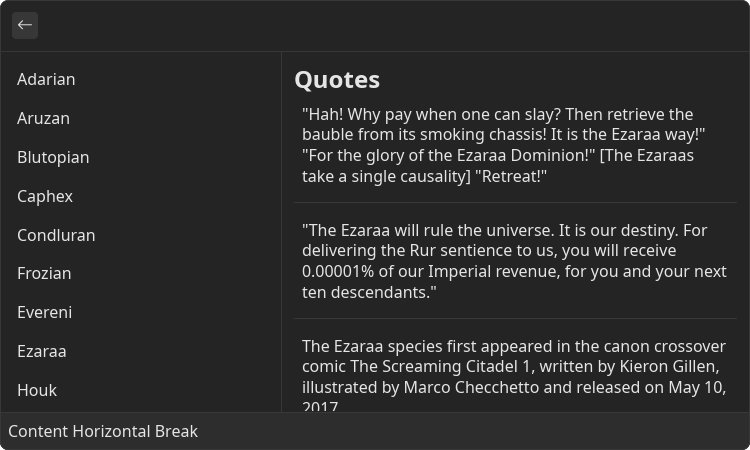 Adarian
Aruzan
Blutopian
Caphex
Condluran
Frozian
Evereni
Ezaraa
Houk
Quotes
"Hah! Why pay when one can slay? Then retrieve the
bauble from its smoking chassis! It is the Ezaraa way!"
"For the glory of the Ezaraa Dominion!" [The Ezaraas
take a single causality] "Retreat!"
"The Ezaraa will rule the universe. It is our destiny. For
delivering the Rur sentience to us, you will receive
0.00001% of our Imperial revenue, for you and your next
ten descendants."
The Ezaraa species first appeared in the canon crossover
comic The Screaming Citadel 1, written by Kieron Gillen,
illustrated by Marco Checchetto and released on May 10,
2017
Content Horizontal Break